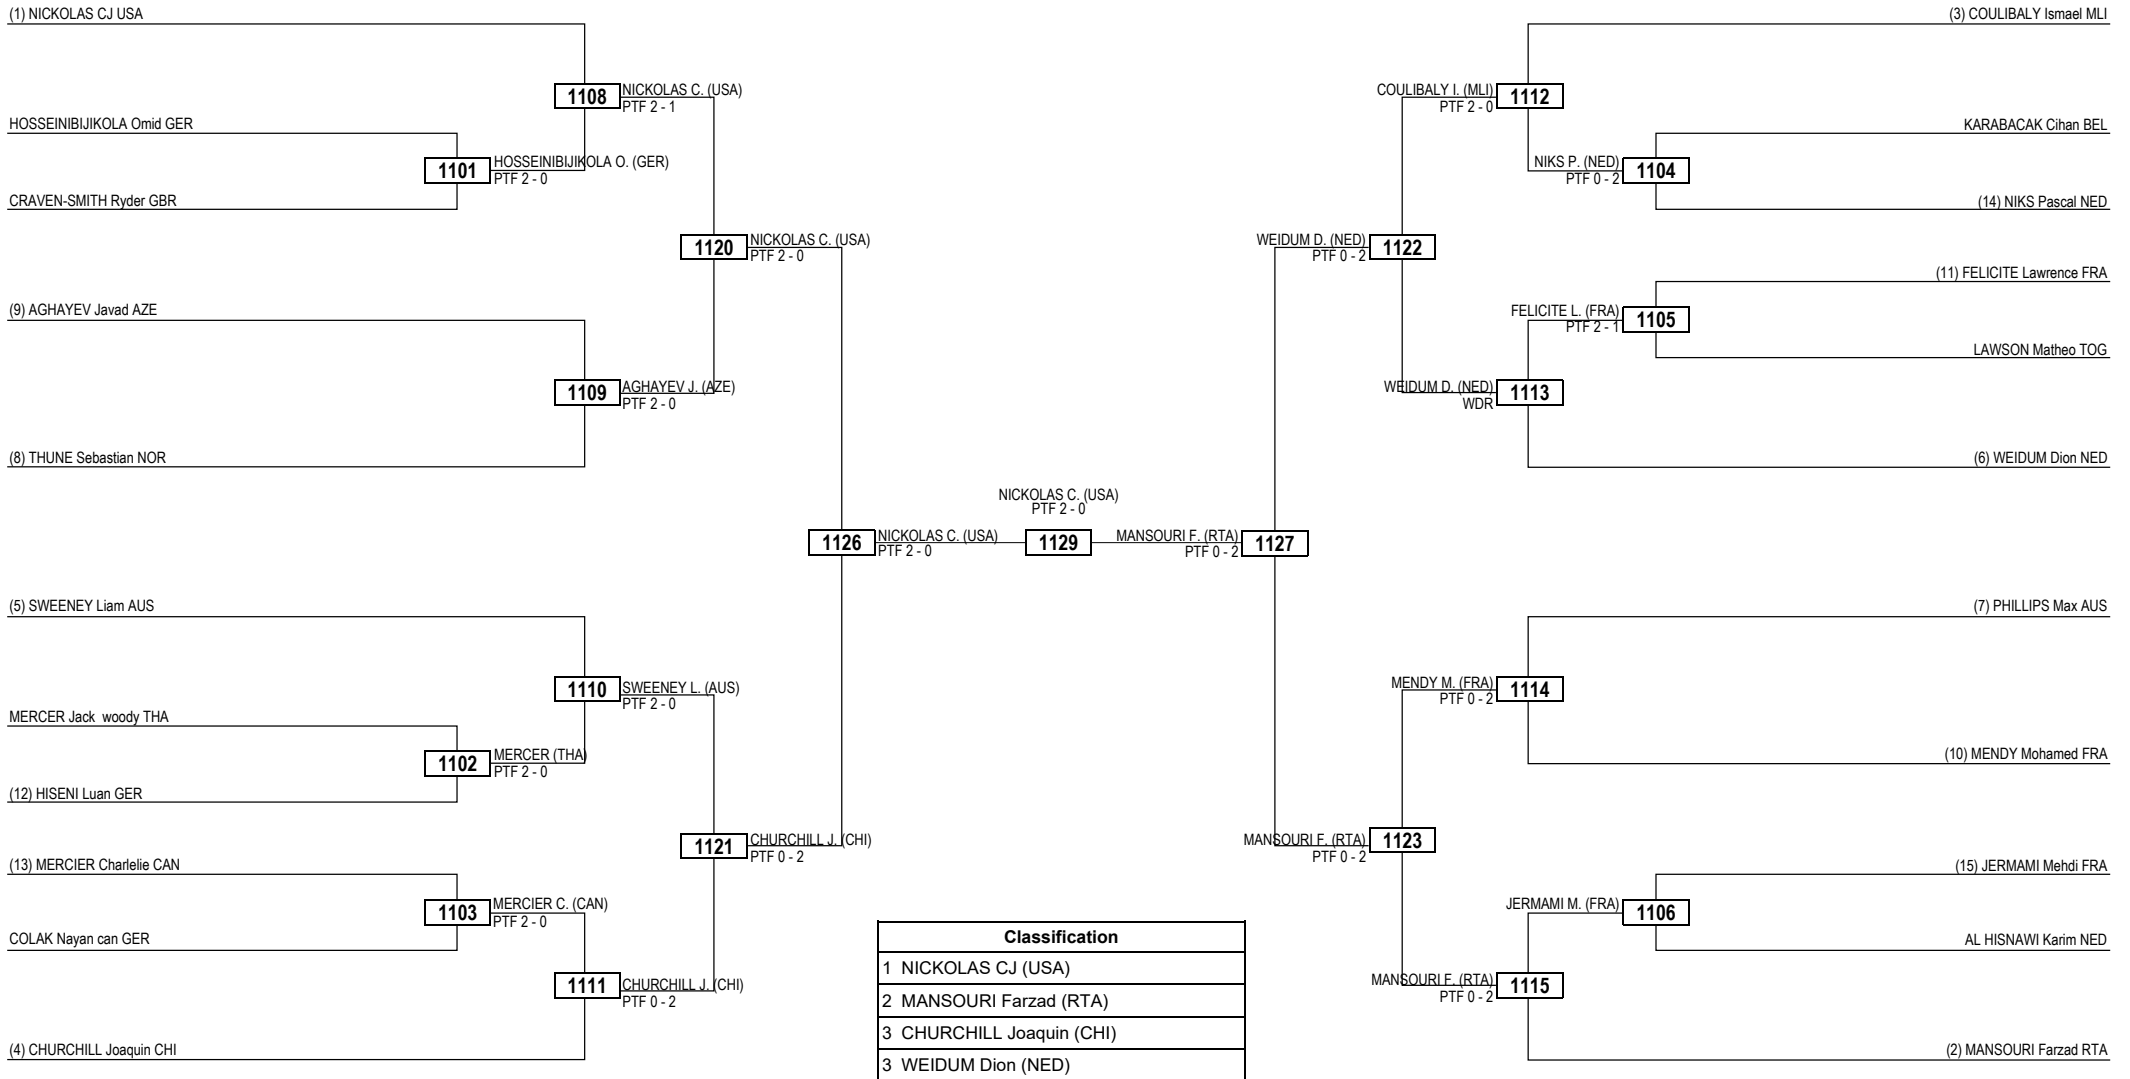 (1) NICKOLAS CJ USA
HOSSEINIBIJIKOLA Omid GER
CRAVEN-SMITH Ryder GBR
(9) AGHAYEV Javad AZE
(8) THUNE Sebastian NOR
(5) SWEENEY Liam AUS
MERCER Jack woody THA
(12) HISENI Luan GER
(13) MERCIER Charlelie CAN
COLAK Nayan can GER
(4) CHURCHILL Joaquin CHI
1101
HOSSEINIBIJIKOLA O. (GER)
PTF 2 - 0
1102
MERCER (THA)
PTF 2 - 0
1103
MERCIER C. (CAN)
PTF 2 - 0
1108
NICKOLAS C. (USA)
PTF 2 - 1
1109
AGHAYEV J. (AZE)
PTF 2 - 0
1110
SWEENEY L. (AUS)
PTF 2 - 0
1111
CHURCHILL J. (CHI)
PTF 0 - 2
1120
NICKOLAS C. (USA)
PTF 2 - 0
1121
CHURCHILL J. (CHI)
PTF 0 - 2
1126
NICKOLAS C. (USA)
PTF 2 - 0
NICKOLAS C. (USA)
PTF 2 - 0
1129
MANSOURI F. (RTA)
PTF 0 - 2
1127
WEIDUM D. (NED)
PTF 0 - 2
1122
MANSOURI F. (RTA)
PTF 0 - 2
1123
COULIBALY I. (MLI)
PTF 2 - 0
1112
WEIDUM D. (NED)
WDR
1113
MENDY M. (FRA)
PTF 0 - 2
1114
MANSOURI F. (RTA)
PTF 0 - 2
1115
NIKS P. (NED)
PTF 0 - 2
1104
FELICITE L. (FRA)
PTF 2 - 1
1105
JERMAMI M. (FRA)
1106
(3) COULIBALY Ismael MLI
KARABACAK Cihan BEL
(14) NIKS Pascal NED
(11) FELICITE Lawrence FRA
LAWSON Matheo TOG
(6) WEIDUM Dion NED
(7) PHILLIPS Max AUS
(10) MENDY Mohamed FRA
(15) JERMAMI Mehdi FRA
AL HISNAWI Karim NED
(2) MANSOURI Farzad RTA
Classification
1 NICKOLAS CJ (USA)
2 MANSOURI Farzad (RTA)
3 CHURCHILL Joaquin (CHI)
3 WEIDUM Dion (NED)